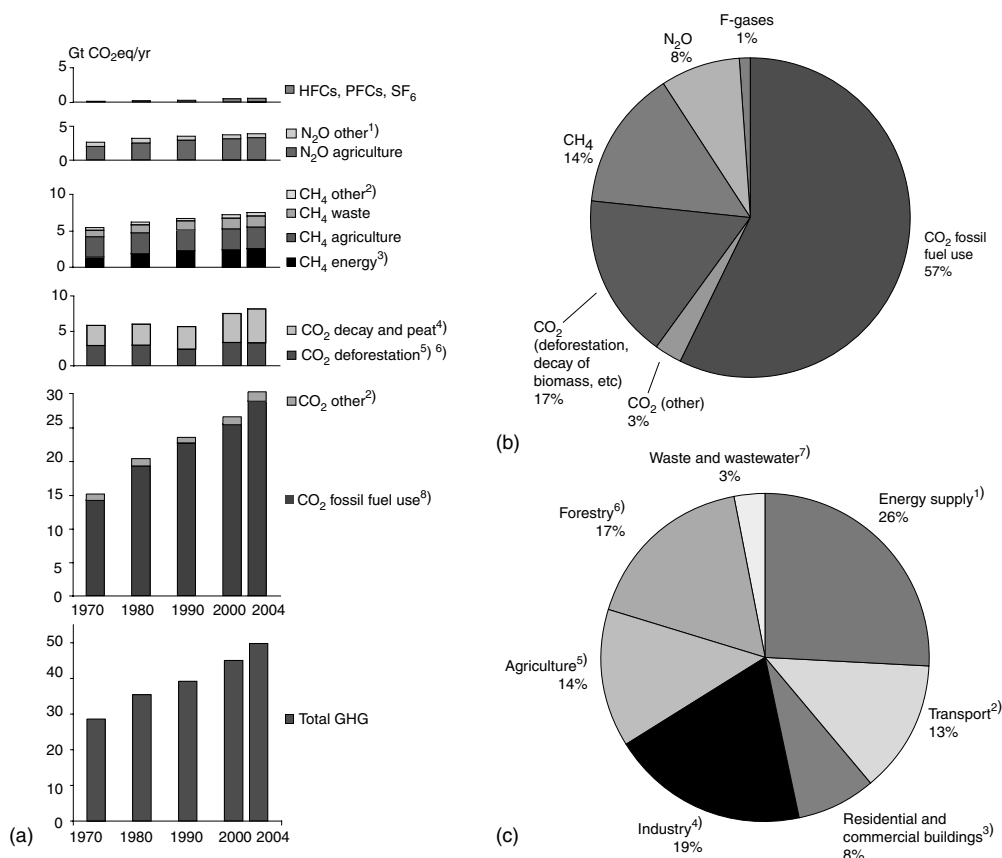 Gt CO₂eq/yr
5
0
HFCs, PFCs, SF₆
5
0
N₂O other¹⁾
N₂O agriculture
10
5
0
CH₄ other²⁾
CH₄ waste
CH₄ agriculture
CH₄ energy³⁾
10
5
0
CO₂ decay and peat⁴⁾
CO₂ deforestation⁵⁾ ⁶⁾
30
25
20
15
10
5
0
CO₂ other²⁾
CO₂ fossil fuel use⁸⁾
1970 1980 1990 2000 2004
50
40
30
20
10
0
Total GHG
1970 1980 1990 2000 2004
(a)
F-gases
1%
N₂O
8%
CH₄
14%
CO₂ fossil
fuel use
57%
CO₂
(deforestation,
decay of
biomass, etc)
17%
CO₂ (other)
3%
(b)
Waste and wastewater⁷⁾
3%
Energy supply¹⁾
26%
Forestry⁶⁾
17%
Agriculture⁵⁾
14%
Transport²⁾
13%
Industry⁴⁾
19%
Residential and
commercial buildings³⁾
8%
(c)